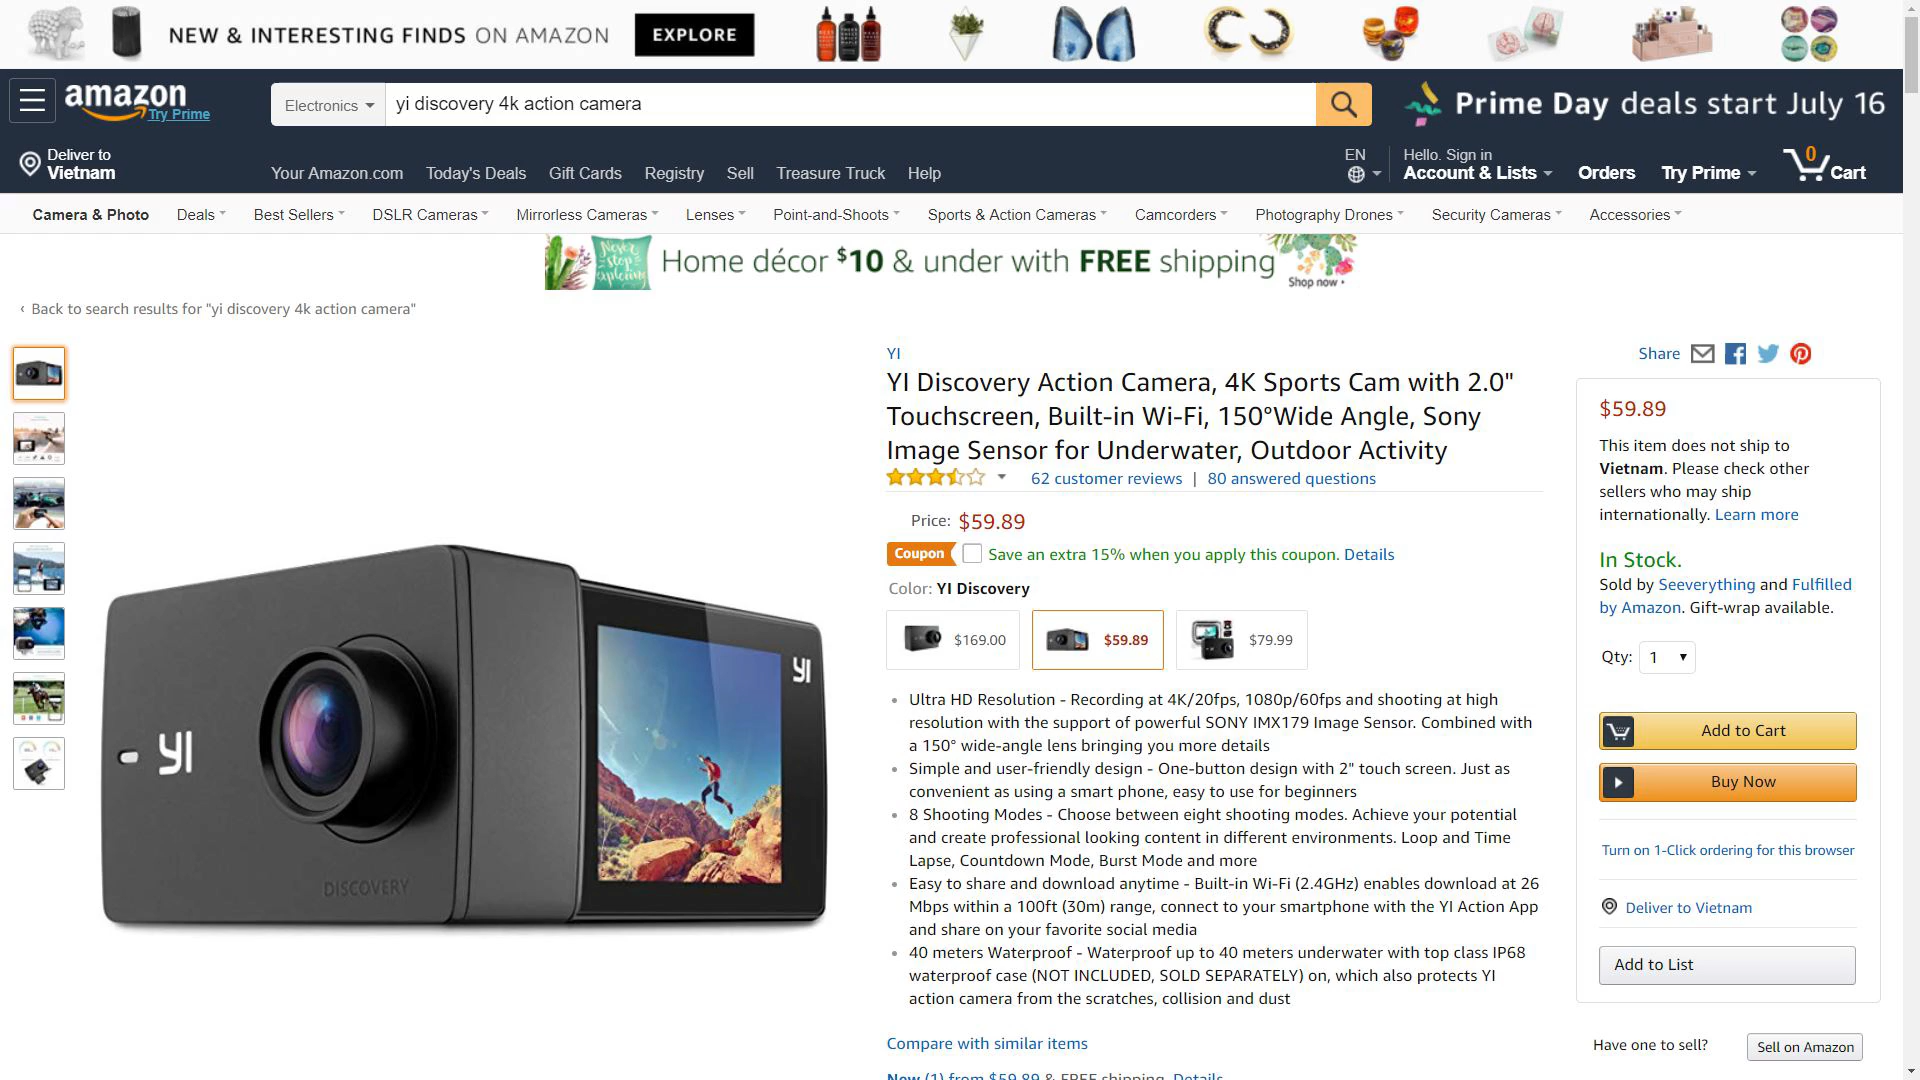 NEW & INTERESTING FINDS ON AMAZON
EXPLORE
amazon
Try Prime
Electronics
yi discovery 4k action camera
Prime Day deals start July 16
Deliver to
Vietnam
Your Amazon.com Today's Deals Gift Cards Registry Sell Treasure Truck Help
EN
Hello. Sign in
Account & Lists
Orders
Try Prime
0
Cart
Camera & Photo Deals Best Sellers DSLR Cameras Mirrorless Cameras Lenses Point-and-Shoots Sports & Action Cameras Camcorders Photography Drones Security Cameras Accessories
Never
stop
exploring
Home décor $10 & under with FREE shipping
Shop now
‹ Back to search results for "yi discovery 4k action camera"
YI
YI Discovery Action Camera, 4K Sports Cam with 2.0"
Touchscreen, Built-in Wi-Fi, 150°Wide Angle, Sony
Image Sensor for Underwater, Outdoor Activity
62 customer reviews | 80 answered questions
Price: $59.89
Coupon Save an extra 15% when you apply this coupon. Details
Color: YI Discovery
$169.00
$59.89
$79.99
• Ultra HD Resolution - Recording at 4K/20fps, 1080p/60fps and shooting at high
resolution with the support of powerful SONY IMX179 Image Sensor. Combined with
a 150° wide-angle lens bringing you more details
• Simple and user-friendly design - One-button design with 2" touch screen. Just as
convenient as using a smart phone, easy to use for beginners
• 8 Shooting Modes - Choose between eight shooting modes. Achieve your potential
and create professional looking content in different environments. Loop and Time
Lapse, Countdown Mode, Burst Mode and more
• Easy to share and download anytime - Built-in Wi-Fi (2.4GHz) enables download at 26
Mbps within a 100ft (30m) range, connect to your smartphone with the YI Action App
and share on your favorite social media
• 40 meters Waterproof - Waterproof up to 40 meters underwater with top class IP68
waterproof case (NOT INCLUDED, SOLD SEPARATELY) on, which also protects YI
action camera from the scratches, collision and dust
Compare with similar items
New (1) from $59.89 & FREE shipping. Details
YI
DISCOVERY
YI
Share
$59.89
This item does not ship to
Vietnam. Please check other
sellers who may ship
internationally. Learn more
In Stock.
Sold by Seeverything and Fulfilled
by Amazon. Gift-wrap available.
Qty: 1
Add to Cart
Buy Now
Turn on 1-Click ordering for this browser
Deliver to Vietnam
Add to List
Have one to sell?
Sell on Amazon